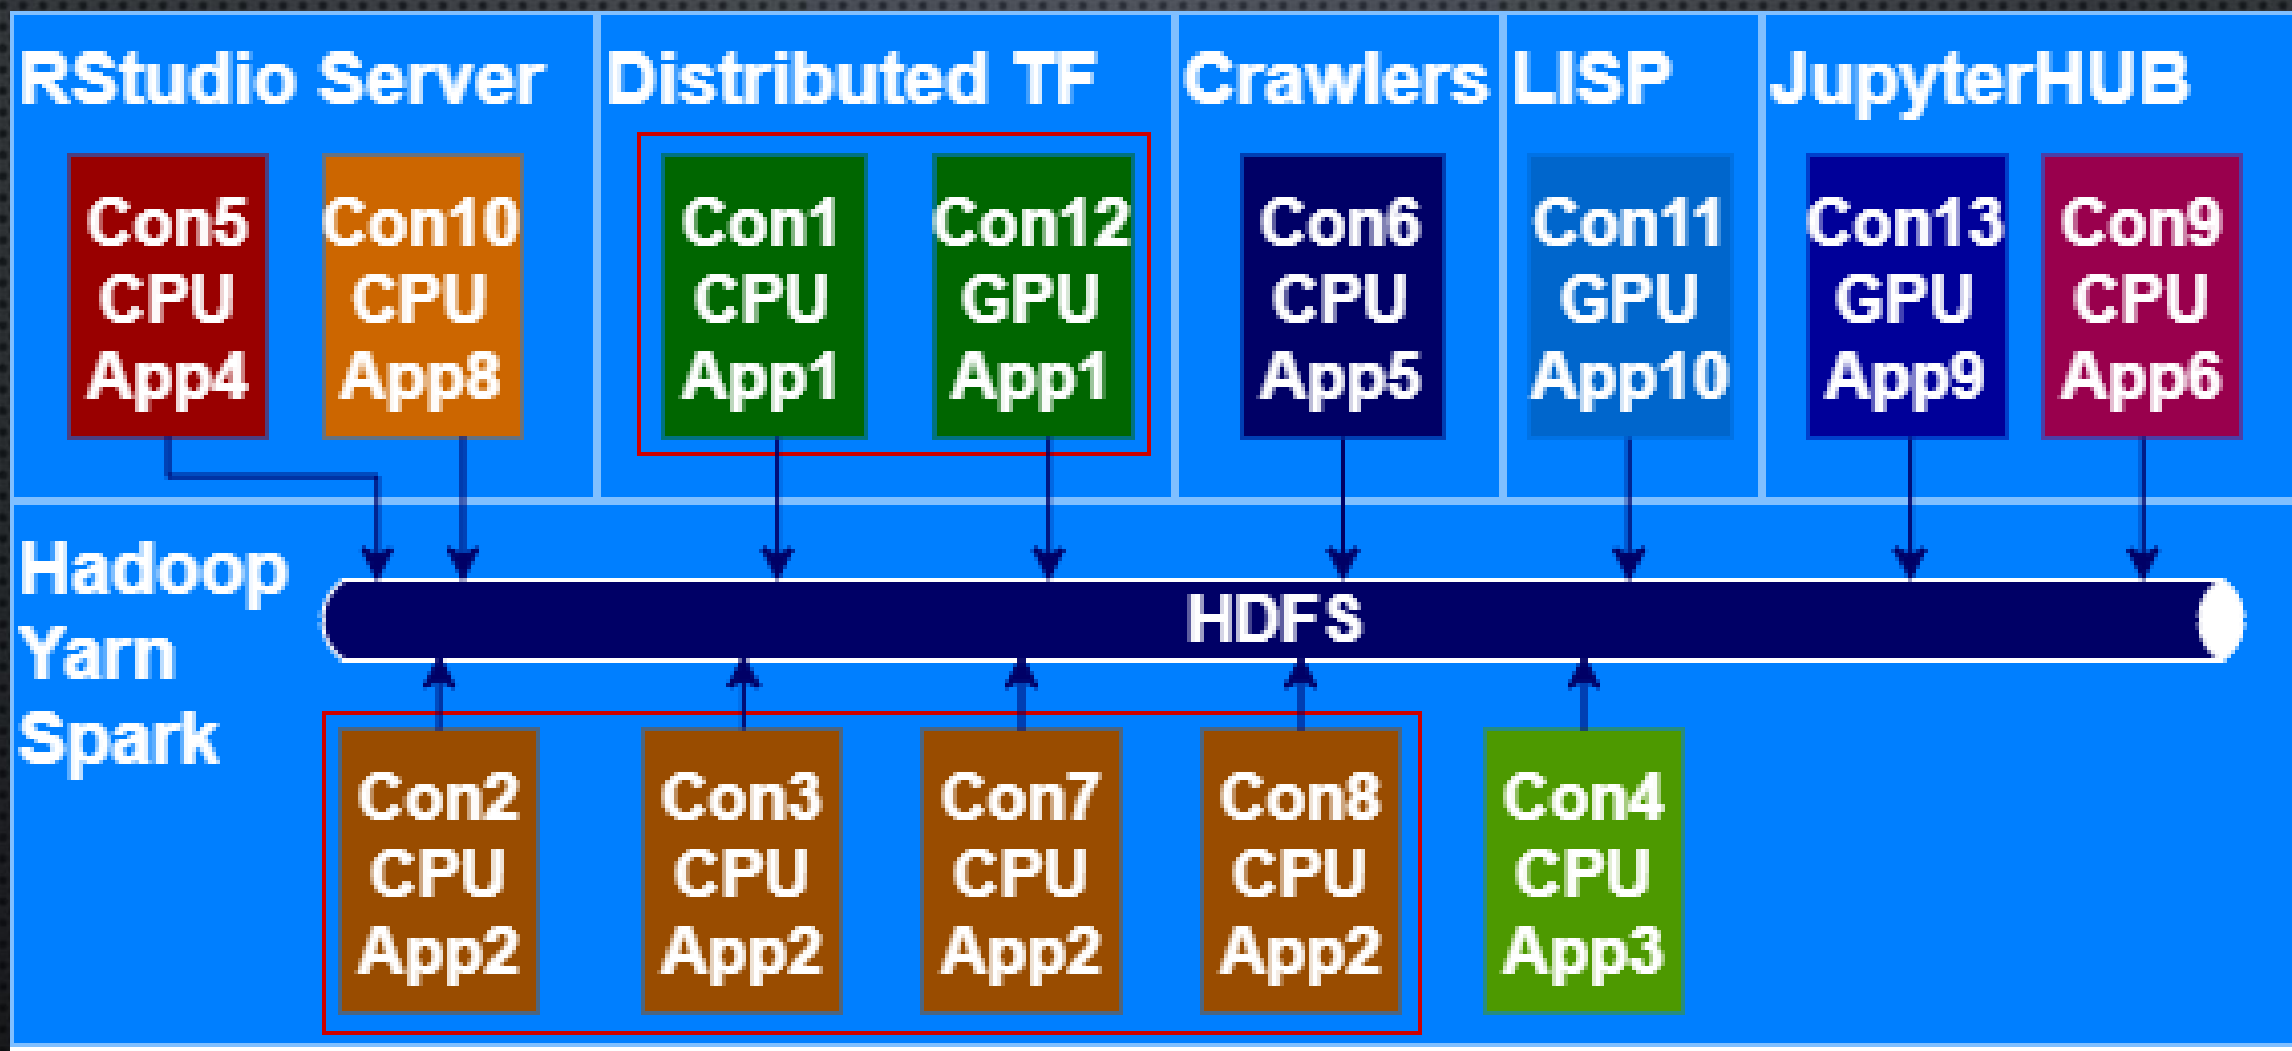 RStudio Server
Con5
CPU
App4
Con10
CPU
App8
Distributed TF
Con1
CPU
App1
Con12
GPU
App1
Crawlers
Con6
CPU
App5
LISP
Con11
GPU
App10
JupyterHUB
Con13
GPU
App9
Con9
CPU
App6
Hadoop
Yarn
Spark
HDFS
Con2
CPU
App2
Con3
CPU
App2
Con7
CPU
App2
Con8
CPU
App2
Con4
CPU
App3